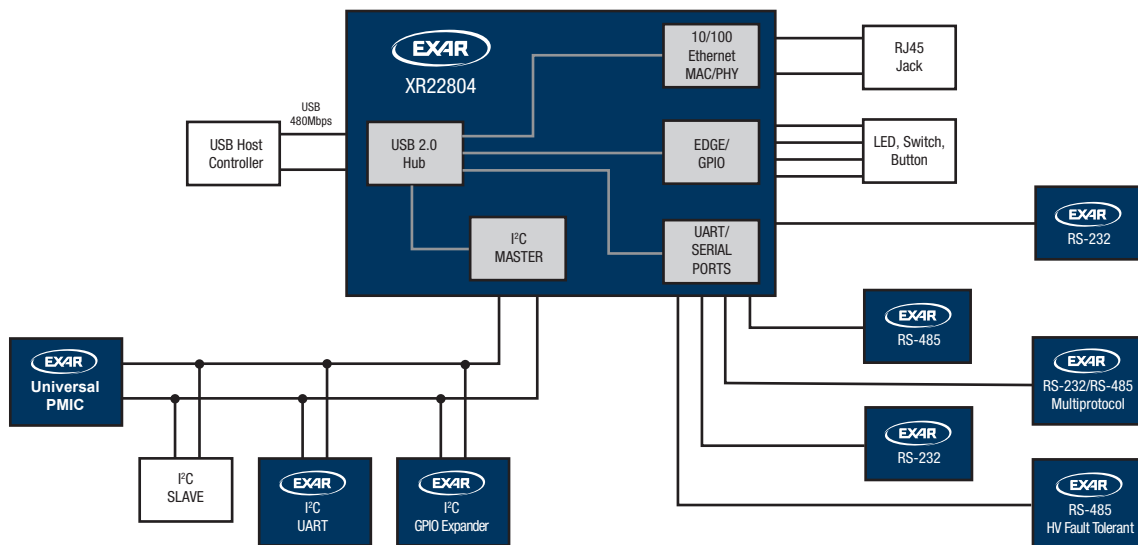 EXAR
XR22804
10/100
Ethernet
MAC/PHY
RJ45
Jack
USB
480Mbps
USB Host
Controller
USB 2.0
Hub
EDGE/
GPIO
LED, Switch,
Button
I²C
MASTER
UART/
SERIAL
PORTS
EXAR
RS-232
EXAR
RS-485
EXAR
Universal
PMIC
EXAR
RS-232/RS-485
Multiprotocol
EXAR
RS-232
I²C
SLAVE
EXAR
I²C
UART
EXAR
I²C
GPIO Expander
EXAR
RS-485
HV Fault Tolerant